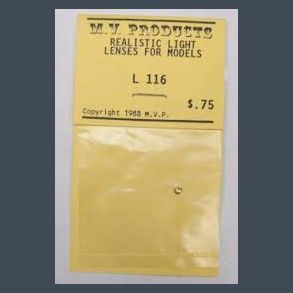 M.V. PRODUCTS
REALISTIC LIGHT
LENSES FOR MODELS
L 116
$.75
Copyright 1988 M.V.P.